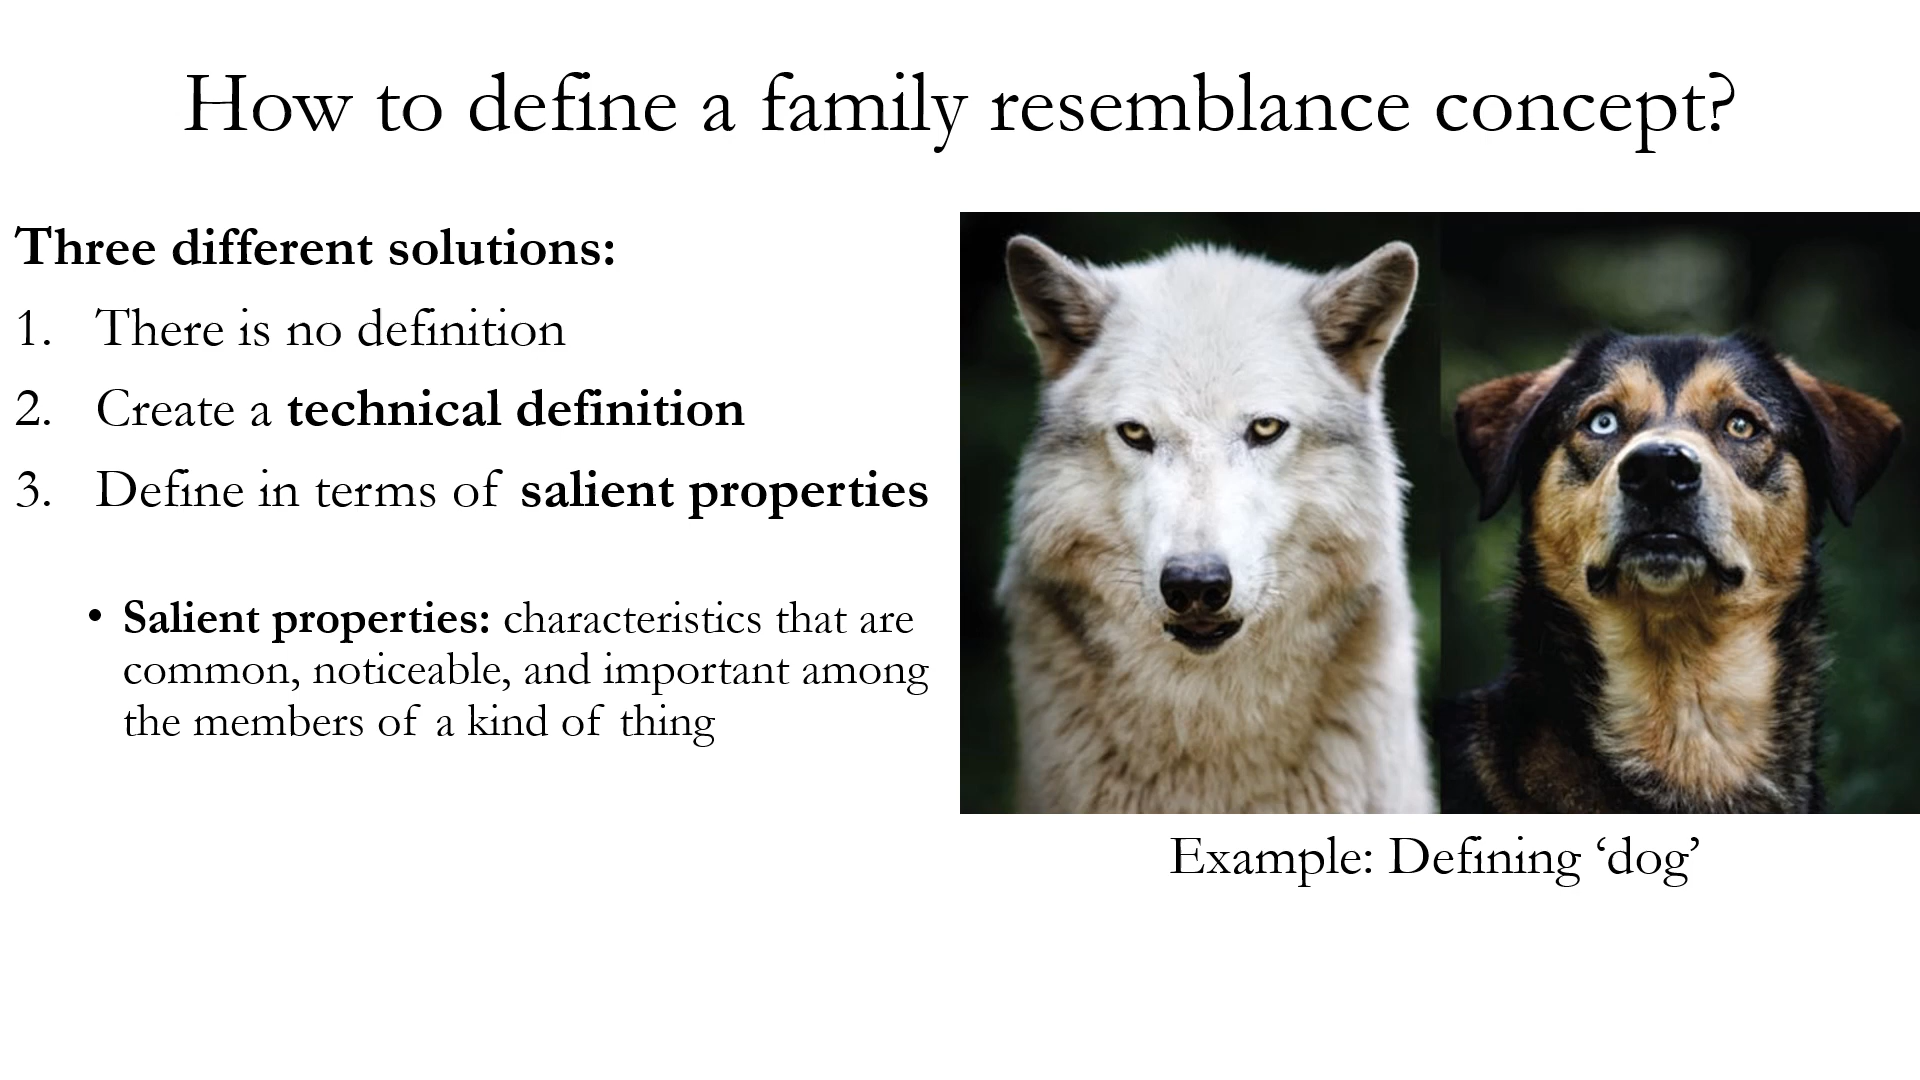 How to define a family resemblance concept?
Three different solutions:
1. There is no definition
2. Create a technical definition
3. Define in terms of salient properties
• Salient properties: characteristics that are
common, noticeable, and important among
the members of a kind of thing
Example: Defining ‘dog’